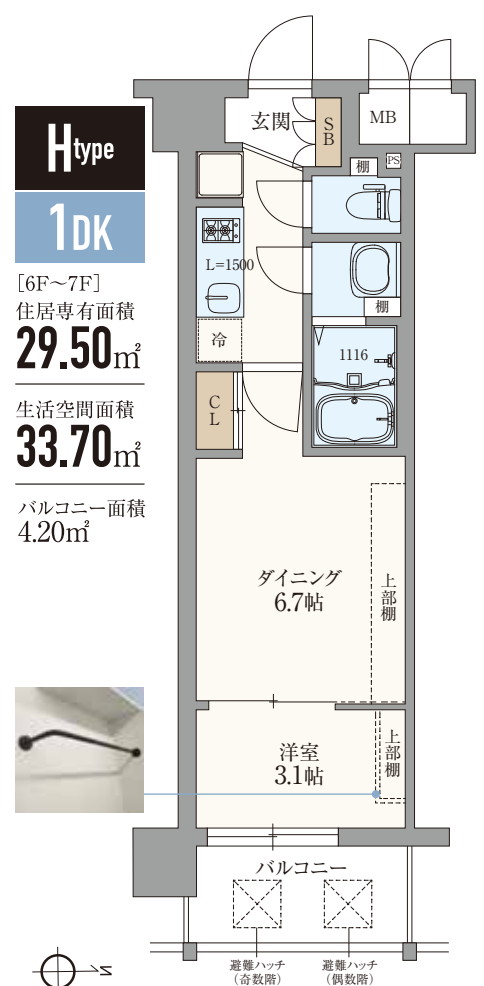 Htype
1DK
[6F～7F]
住居専有面積
29.50㎡
生活空間面積
33.70㎡
バルコニー面積
4.20㎡
玄関
SB
MB
棚
PS
L=1500
棚
冷
1116
CL
ダイニング
6.7帖
上部棚
洋室
3.1帖
上部棚
バルコニー
避難ハッチ
(奇数階)
避難ハッチ
(偶数階)
N